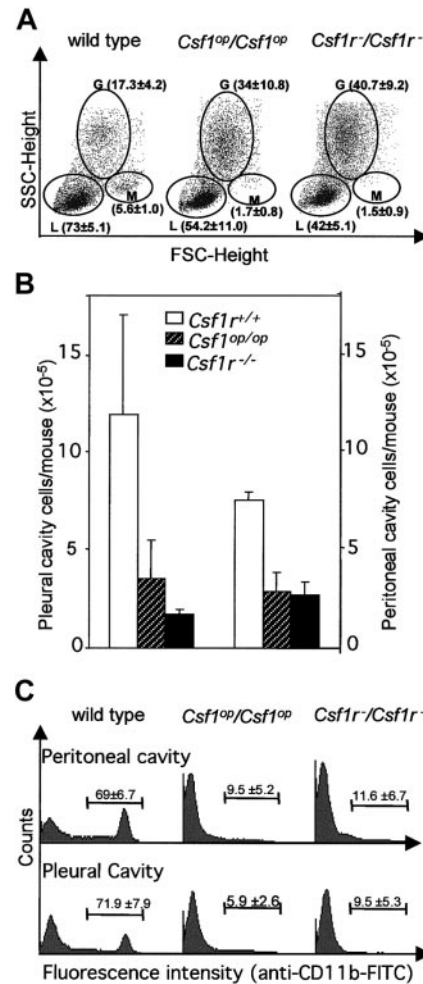 A
wild type Csf1op/Csf1op Csf1r-/Csf1r-
G (17.3±4.2) G (34±10.8) G (40.7±9.2)
SSC-Height
M M M
(5.6±1.0) (1.7±0.8) (1.5±0.9)
L (73±5.1) L (54.2±11.0) L (42±5.1)
FSC-Height
B
Pleural cavity cells/mouse (x10-5)
Peritoneal cavity cells/mouse (x10-5)
Csf1r+/+
Csf1op/op
Csf1r-/-
15 15
10 10
5 5
0 0
C
wild type Csf1op/Csf1op Csf1r-/Csf1r-
Peritoneal cavity
69±6.7 9.5 ±5.2 11.6 ±6.7
Counts
Pleural Cavity
71.9 ±7.9 5.9 ±2.6 9.5 ±5.3
Fluorescence intensity (anti-CD11b-FITC)